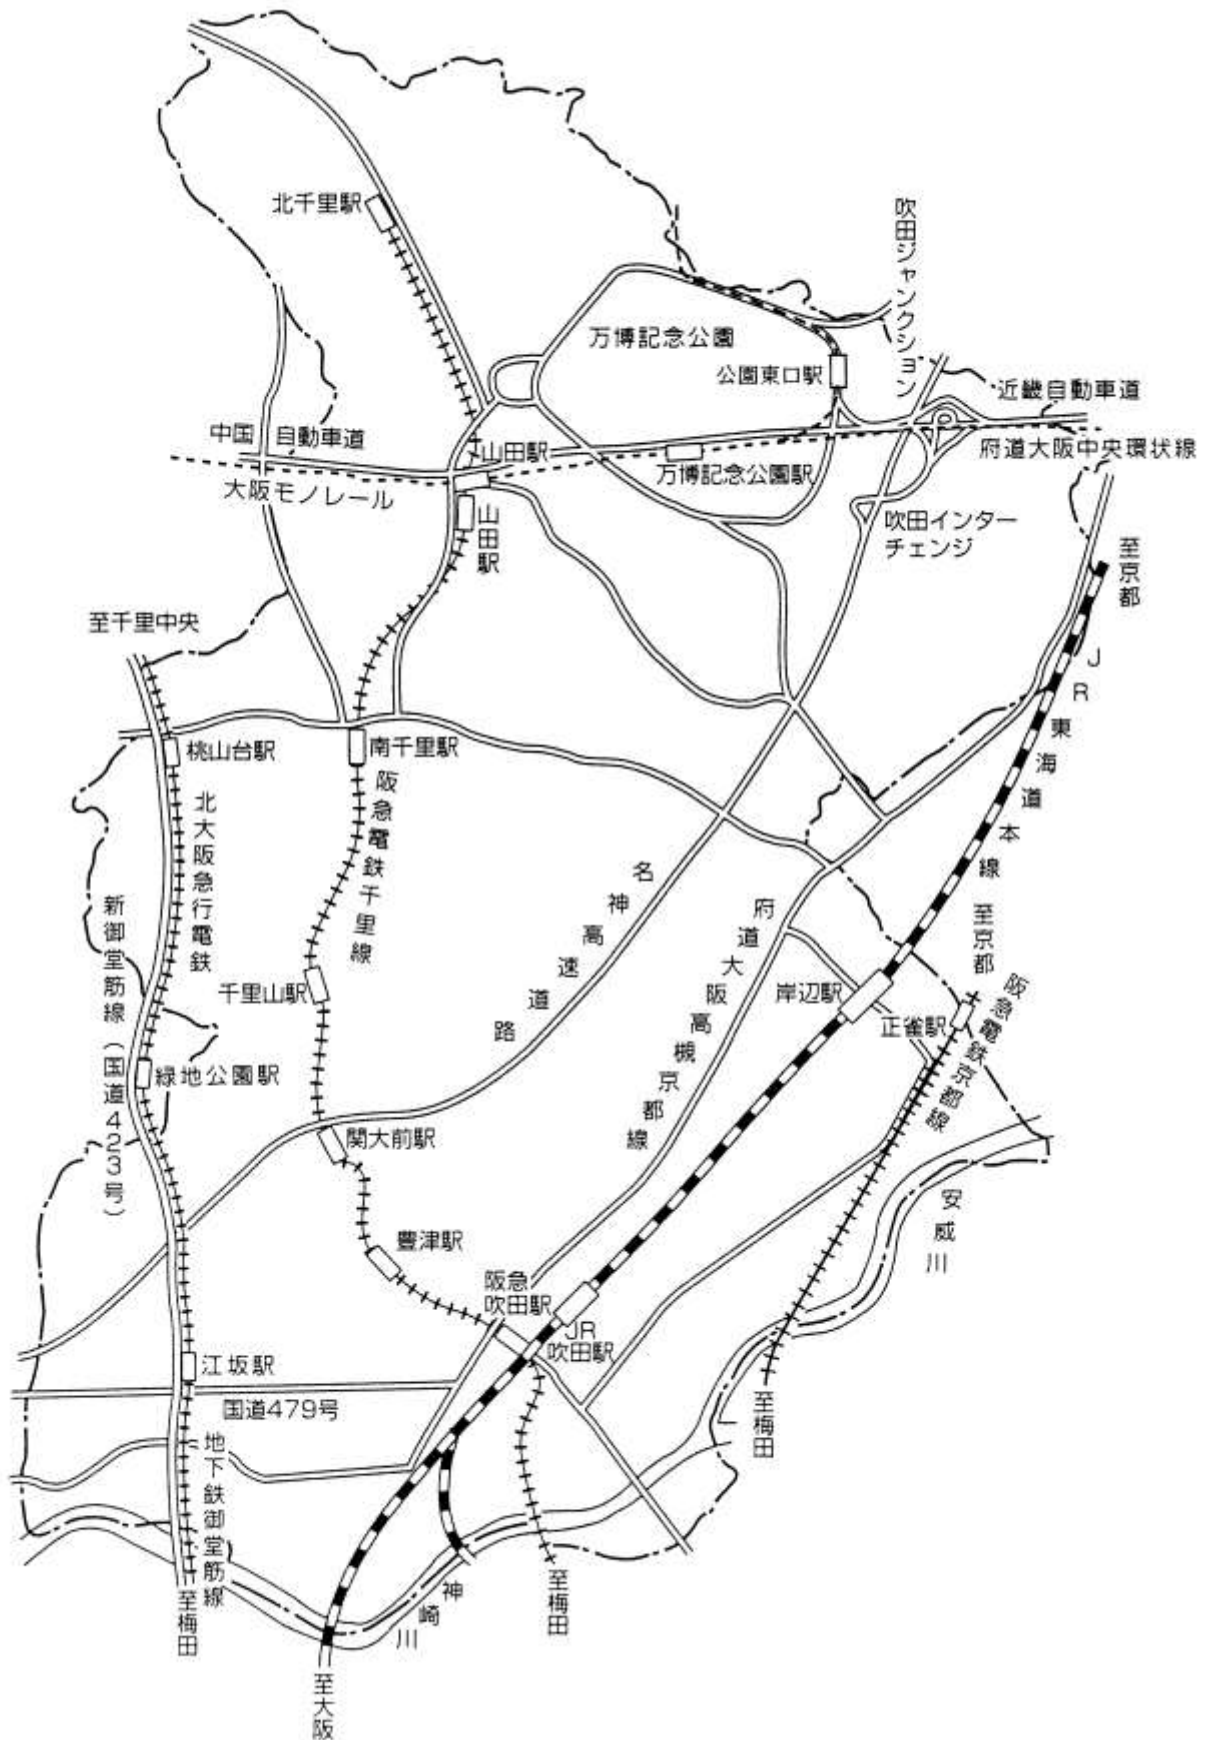 北千里駅
吹田ジャンクション
万博記念公園
公園東口駅
近畿自動車道
中国自動車道
山田駅
府道大阪中央環状線
万博記念公園駅
大阪モノレール
山田駅
吹田インター
チェンジ
至京都
至千里中央
JR東海道本線
桃山台駅
南千里駅
北大阪急行電鉄
阪急電鉄千里線
名神高速道路
府道大阪高槻京都線
新御堂筋線(国道423号)
至京都
千里山駅
岸辺駅
正雀駅
阪急電鉄京都線
緑地公園駅
関大前駅
安威川
豊津駅
阪急
吹田駅
JR
吹田駅
江坂駅
国道479号
至梅田
地下鉄御堂筋線
至梅田
神崎川
至梅田
至大阪